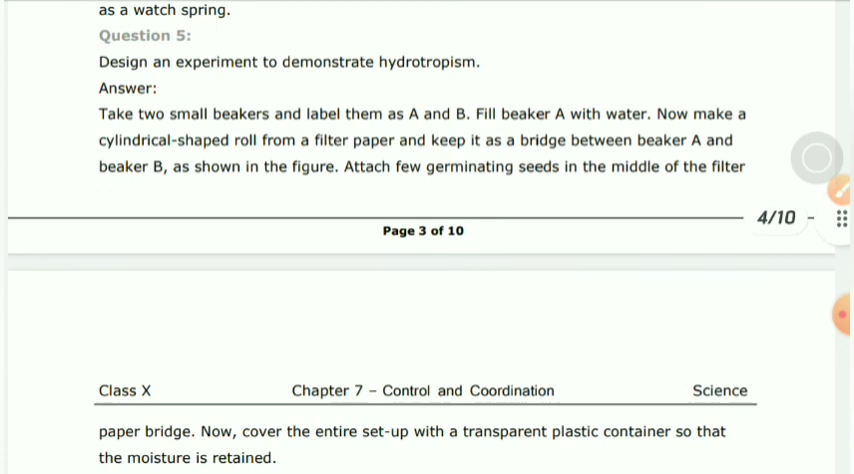 as a watch spring.
Question 5:
Design an experiment to demonstrate hydrotropism.
Answer:
Take two small beakers and label them as A and B. Fill beaker A with water. Now make a
cylindrical-shaped roll from a filter paper and keep it as a bridge between beaker A and
beaker B, as shown in the figure. Attach few germinating seeds in the middle of the filter
4/10
Page 3 of 10
Class X Chapter 7 – Control and Coordination Science
paper bridge. Now, cover the entire set-up with a transparent plastic container so that
the moisture is retained.